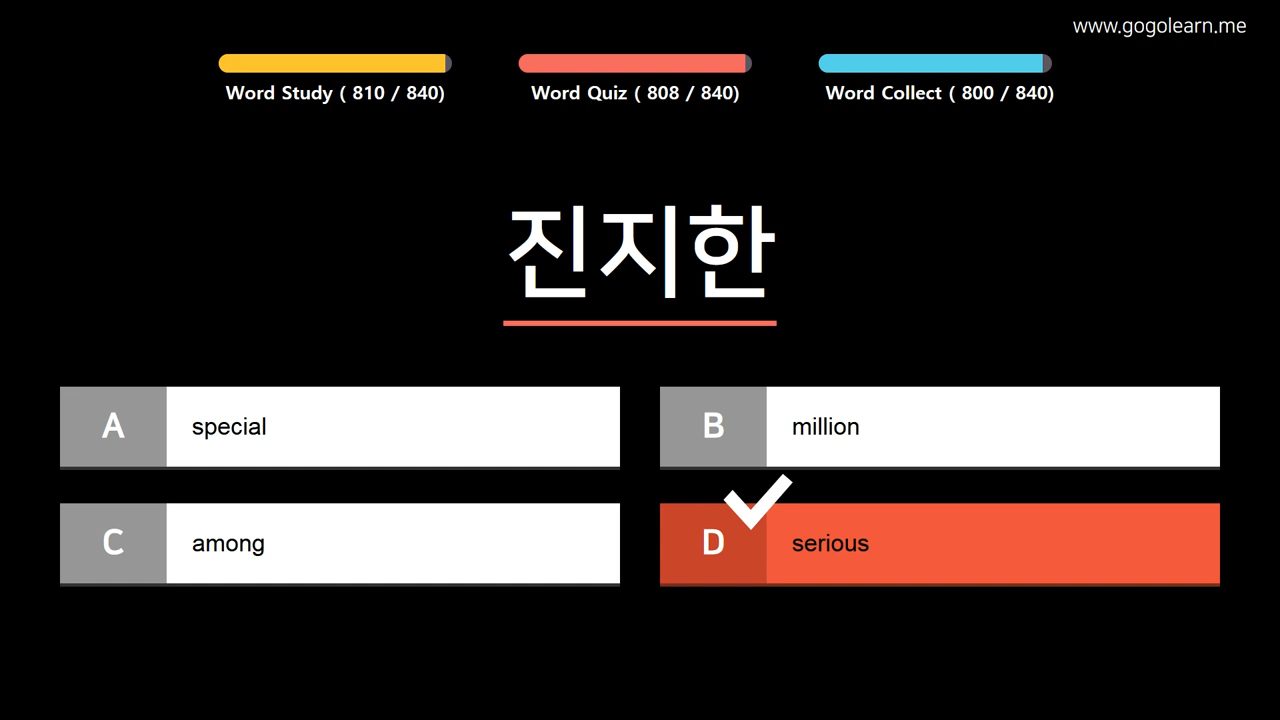 www.gogolearn.me
Word Study ( 810 / 840)
Word Quiz ( 808 / 840)
Word Collect ( 800 / 840)
진지한
A special
B million
C among
D serious